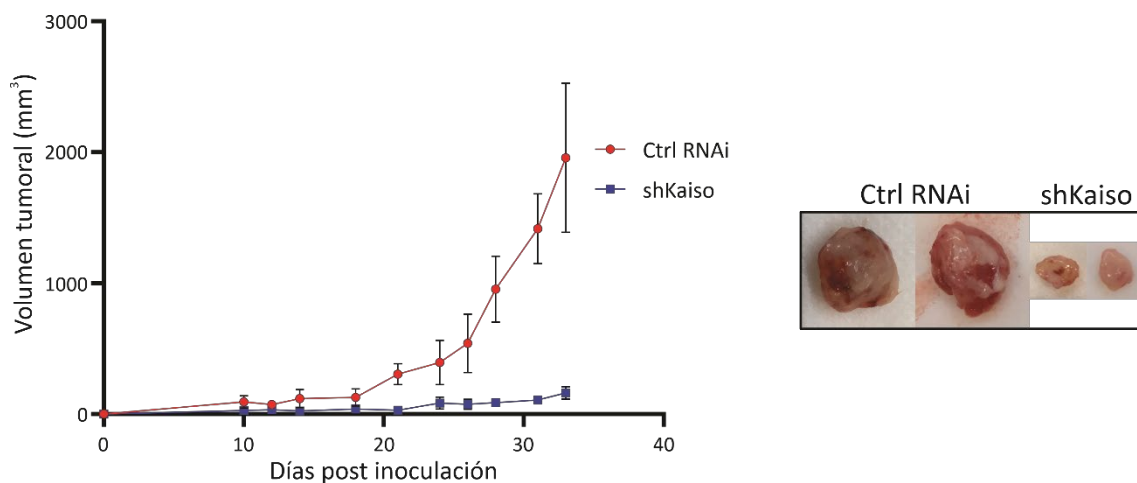 3000
2000
1000
0
Volumen tumoral (mm³)
0
10
20
30
40
Días post inoculación
Ctrl RNAi
shKaiso
Ctrl RNAi
shKaiso